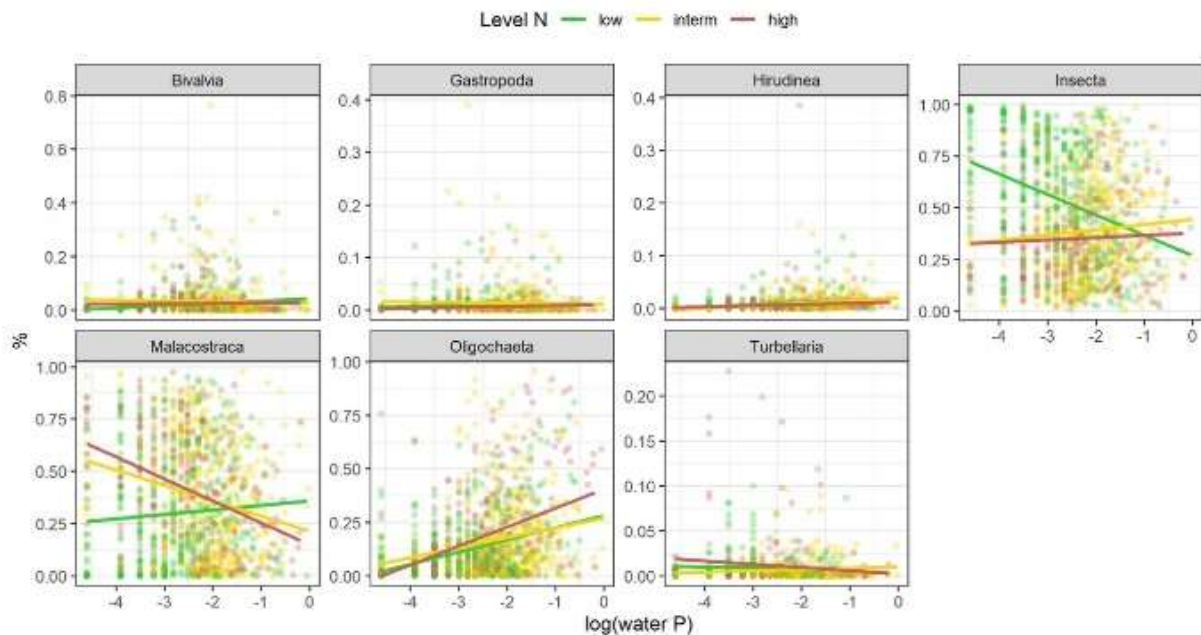 Level N low interm high
Bivalvia Gastropoda Hirudinea Insecta
0.8 0.6 0.4 0.2 0.0
0.4 0.3 0.2 0.1 0.0
0.4 0.3 0.2 0.1 0.0
1.00 0.75 0.50 0.25 0.00
-4 -3 -2 -1 0
%
Malacostraca Oligochaeta Turbellaria
1.00 0.75 0.50 0.25 0.00
1.00 0.75 0.50 0.25 0.00
0.20 0.15 0.10 0.05 0.00
-4 -3 -2 -1 0
-4 -3 -2 -1 0
-4 -3 -2 -1 0
log(water P)